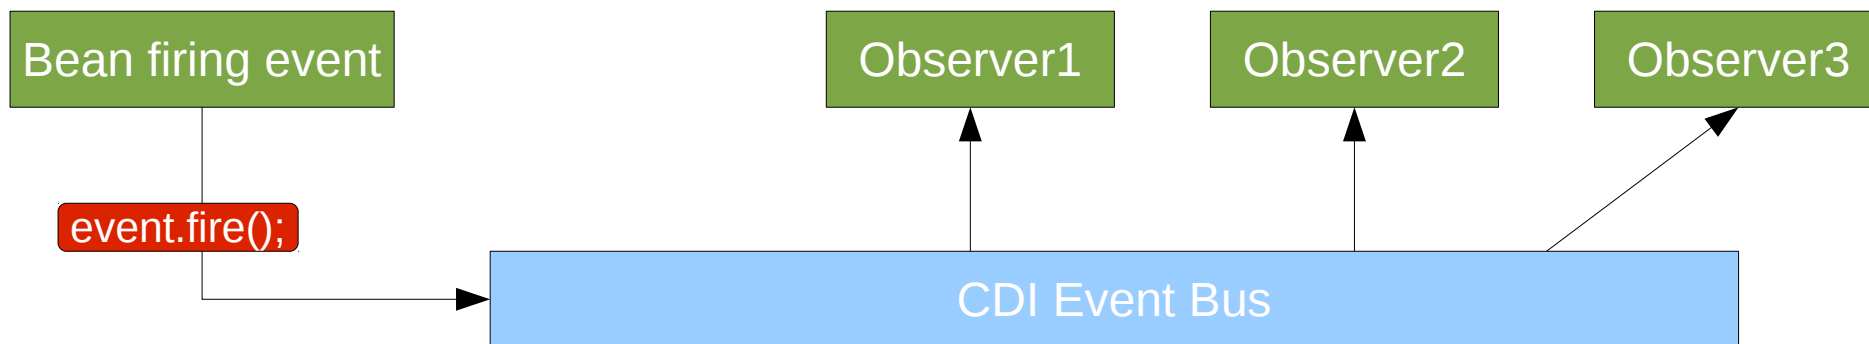 Bean firing event
Observer1
Observer2
Observer3
event.fire();
CDI Event Bus